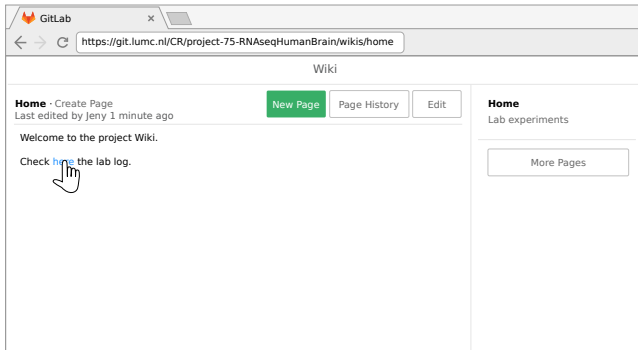 GitLab ×
https://git.lumc.nl/CR/project-75-RNAseqHumanBrain/wikis/home
Wiki
Home · Create Page
Last edited by Jeny 1 minute ago
New Page
Page History
Edit
Welcome to the project Wiki.
Check here the lab log.
Home
Lab experiments
More Pages